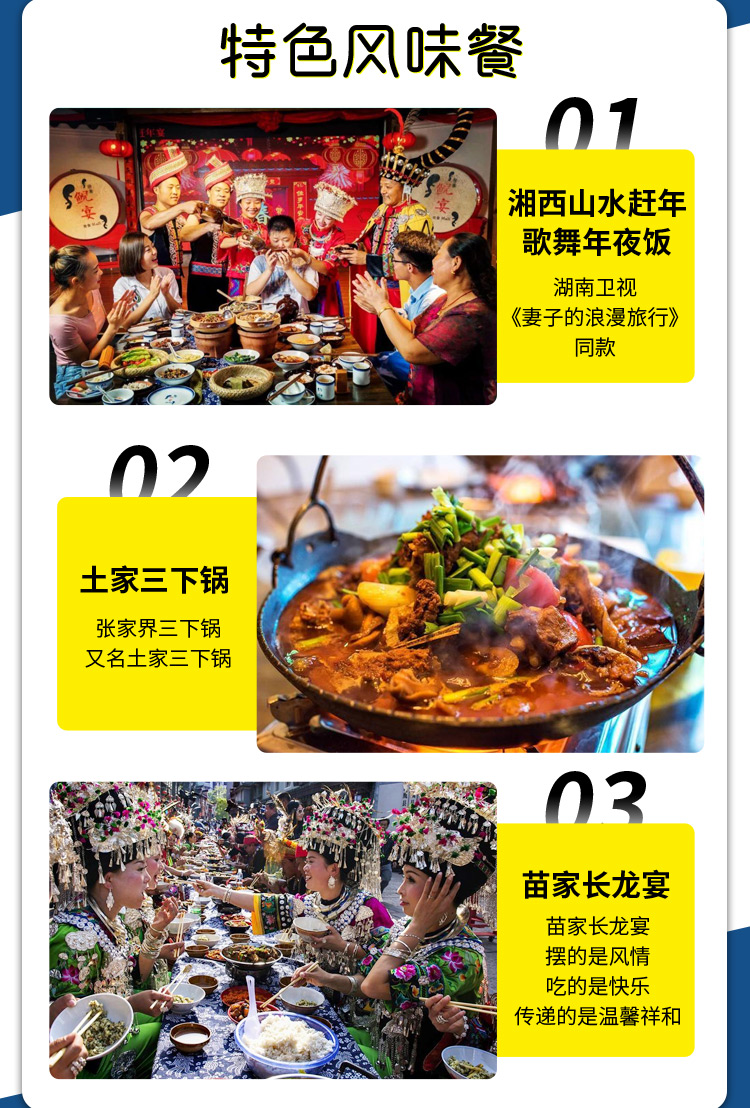 特色风味餐
01
湘西山水赶年
歌舞年夜饭
湖南卫视
《妻子的浪漫旅行》
同款
02
土家三下锅
张家界三下锅
又名土家三下锅
03
苗家长龙宴
苗家长龙宴
摆的是风情
吃的是快乐
传递的是温馨祥和